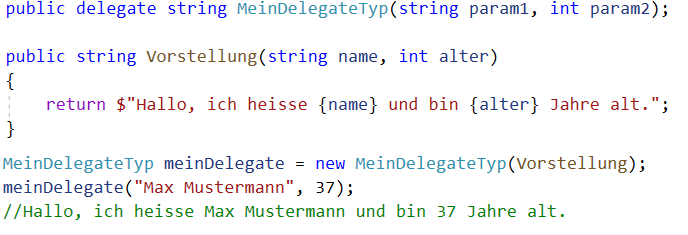 public delegate string MeinDelegateTyp(string param1, int param2);
public string Vorstellung(string name, int alter)
{
    return $"Hallo, ich heisse {name} und bin {alter} Jahre alt.";
}
MeinDelegateTyp meinDelegate = new MeinDelegateTyp(Vorstellung);
meinDelegate("Max Mustermann", 37);
//Hallo, ich heisse Max Mustermann und bin 37 Jahre alt.